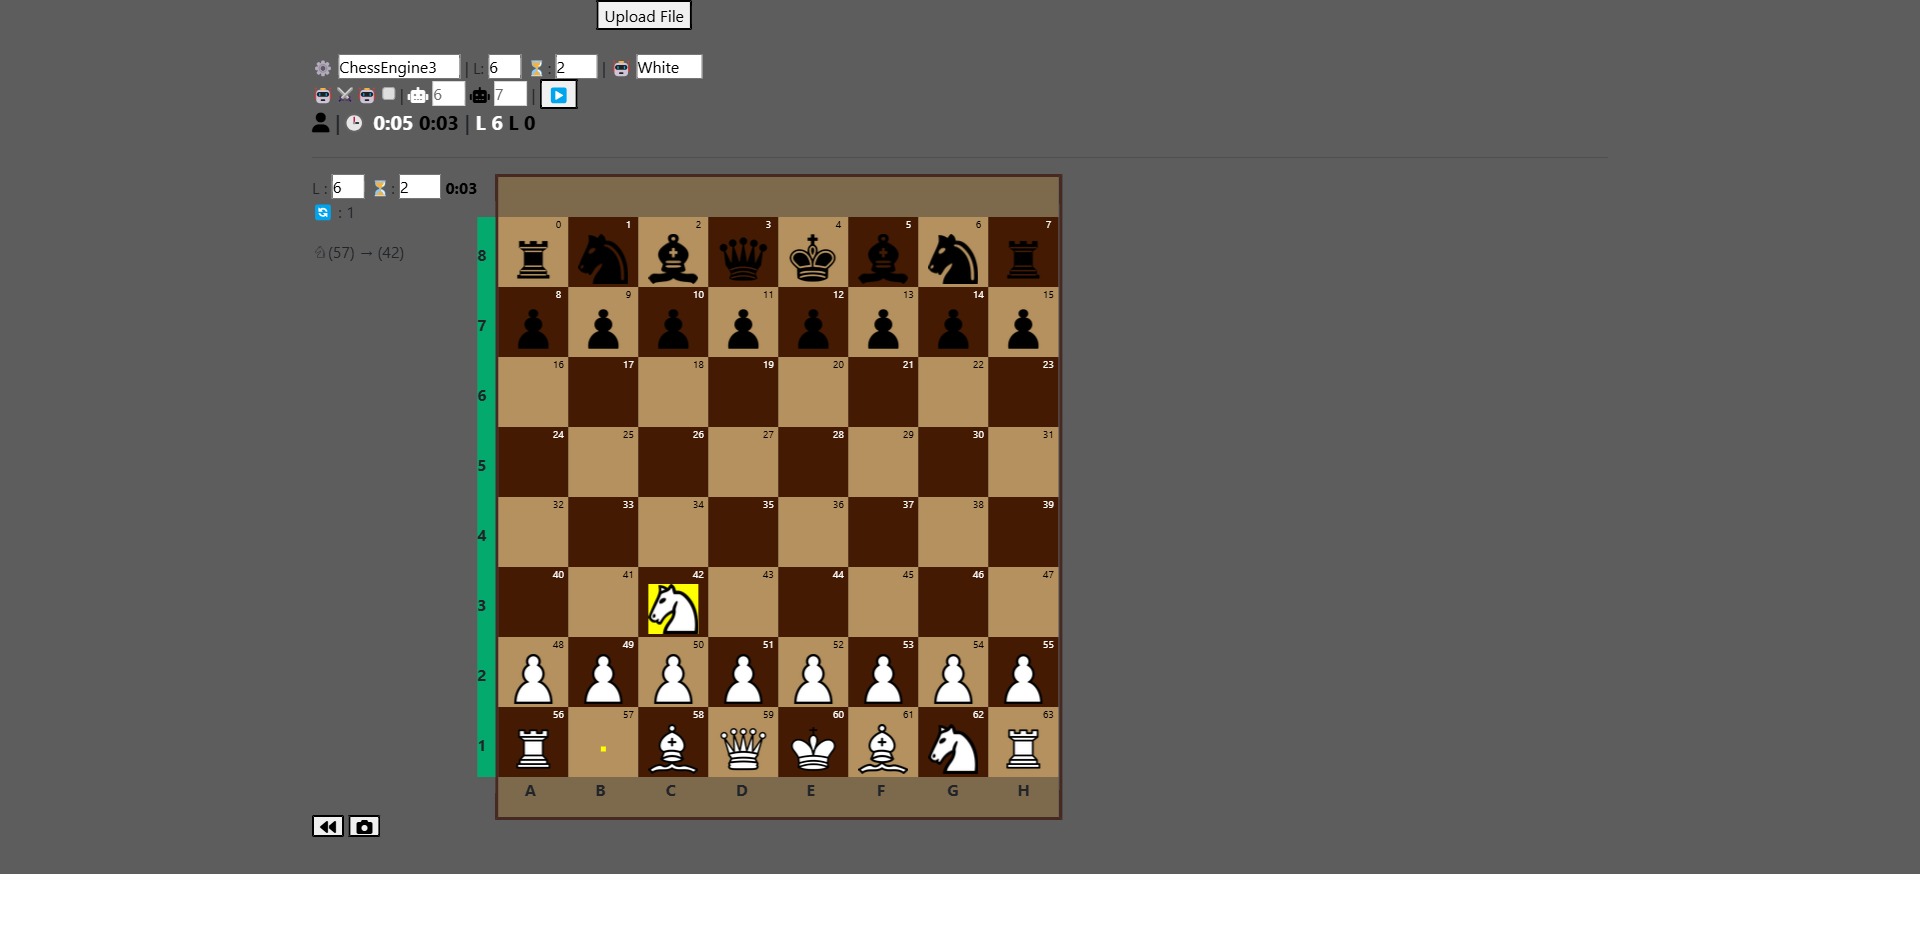 Upload File
ChessEngine3 | L: 6 : 2 | White
| 6 7 |
| 0:05 0:03 | L 6 L 0
L : 6 : 2 0:03
: 1
(57) → (42)
0 1 2 3 4 5 6 7
8
8 9 10 11 12 13 14 15
7
16 17 18 19 20 21 22 23
6
24 25 26 27 28 29 30 31
5
32 33 34 35 36 37 38 39
4
40 41 42 43 44 45 46 47
3
48 49 50 51 52 53 54 55
2
56 57 58 59 60 61 62 63
1
A B C D E F G H